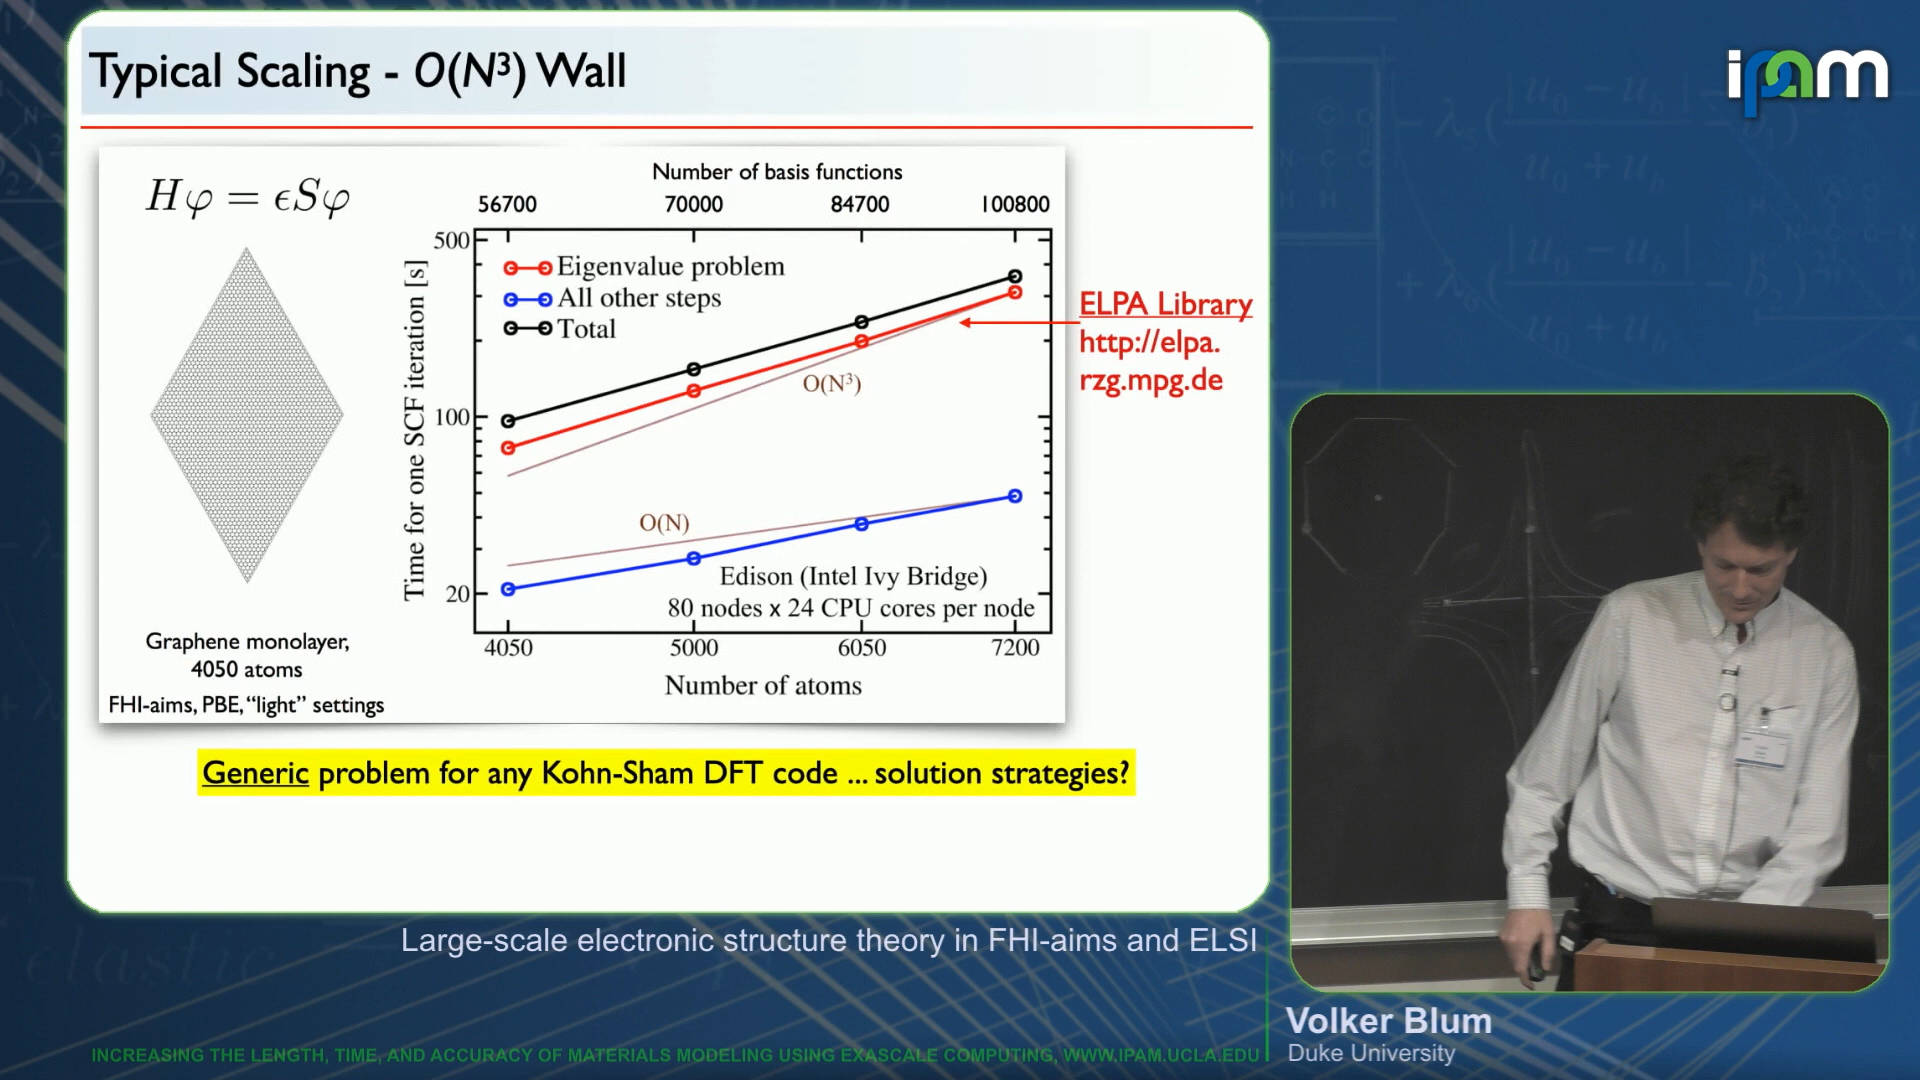 Typical Scaling - O(N³) Wall
ipam
Hφ = ϵSφ
Number of basis functions
56700 70000 84700 100800
500
100
20
Time for one SCF iteration [s]
Eigenvalue problem
All other steps
Total
O(N³)
O(N)
ELPA Library
http://elpa.
rzg.mpg.de
Edison (Intel Ivy Bridge)
80 nodes x 24 CPU cores per node
4050 5000 6050 7200
Number of atoms
Graphene monolayer,
4050 atoms
FHI-aims, PBE, “light” settings
Generic problem for any Kohn-Sham DFT code ... solution strategies?
Large-scale electronic structure theory in FHI-aims and ELSI
Volker Blum
Duke University
INCREASING THE LENGTH, TIME, AND ACCURACY OF MATERIALS MODELING USING EXASCALE COMPUTING, WWW.IPAM.UCLA.EDU
elastic